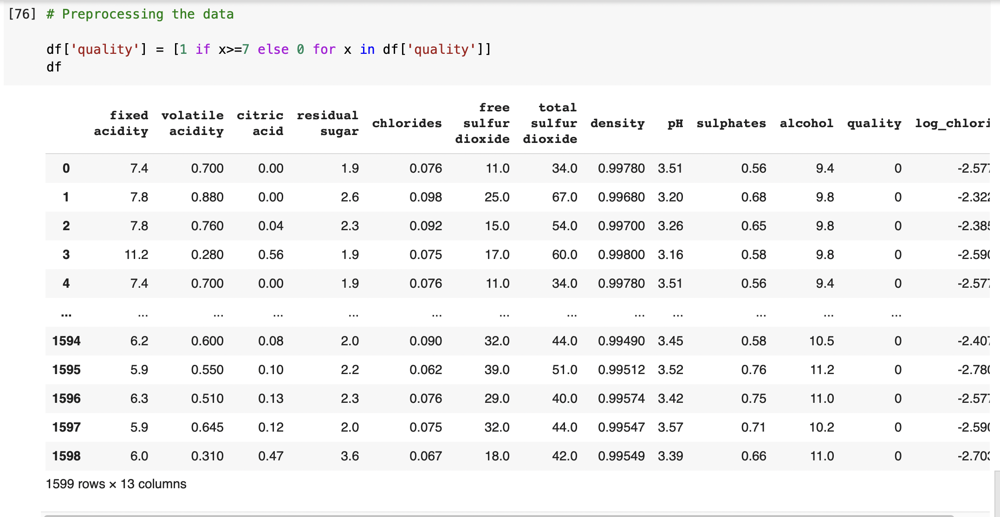 [76] # Preprocessing the data
df['quality'] = [1 if x>=7 else 0 for x in df['quality']]
df
fixed acidity volatile acidity citric acid residual sugar chlorides free sulfur dioxide total sulfur dioxide density pH sulphates alcohol quality log_chlori
0 7.4 0.700 0.00 1.9 0.076 11.0 34.0 0.99780 3.51 0.56 9.4 0 -2.577
1 7.8 0.880 0.00 2.6 0.098 25.0 67.0 0.99680 3.20 0.68 9.8 0 -2.322
2 7.8 0.760 0.04 2.3 0.092 15.0 54.0 0.99700 3.26 0.65 9.8 0 -2.385
3 11.2 0.280 0.56 1.9 0.075 17.0 60.0 0.99800 3.16 0.58 9.8 0 -2.590
4 7.4 0.700 0.00 1.9 0.076 11.0 34.0 0.99780 3.51 0.56 9.4 0 -2.577
... ... ... ... ... ... ... ... ... ... ... ... ...
1594 6.2 0.600 0.08 2.0 0.090 32.0 44.0 0.99490 3.45 0.58 10.5 0 -2.407
1595 5.9 0.550 0.10 2.2 0.062 39.0 51.0 0.99512 3.52 0.76 11.2 0 -2.780
1596 6.3 0.510 0.13 2.3 0.076 29.0 40.0 0.99574 3.42 0.75 11.0 0 -2.577
1597 5.9 0.645 0.12 2.0 0.075 32.0 44.0 0.99547 3.57 0.71 10.2 0 -2.590
1598 6.0 0.310 0.47 3.6 0.067 18.0 42.0 0.99549 3.39 0.66 11.0 0 -2.703
1599 rows × 13 columns